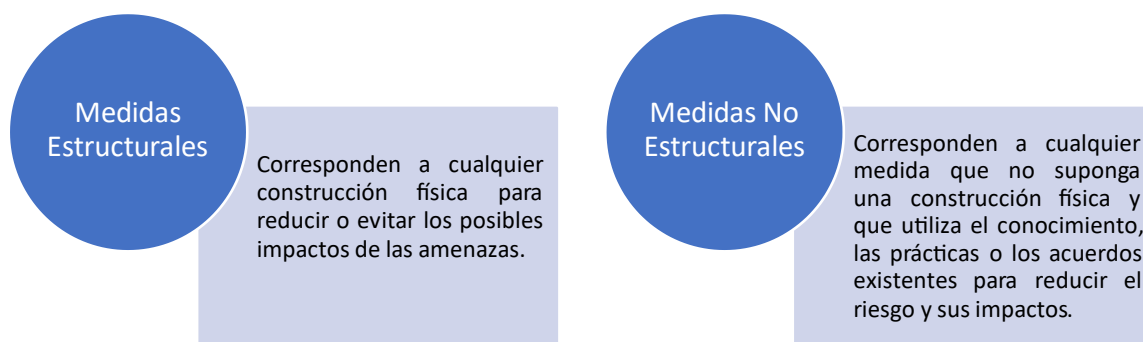 Medidas
Estructurales
Corresponden a cualquier
construcción física para
reducir o evitar los posibles
impactos de las amenazas.
Medidas No
Estructurales
Corresponden a cualquier
medida que no suponga
una construcción física y
que utiliza el conocimiento,
las prácticas o los acuerdos
existentes para reducir el
riesgo y sus impactos.